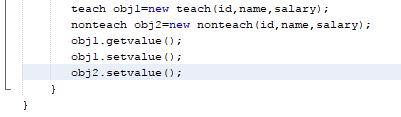 teach obj1=new teach(id,name,salary);
nonteach obj2=new nonteach(id,name,salary);
obj1.getvalue();
obj1.setvalue();
obj2.setvalue();
}
}